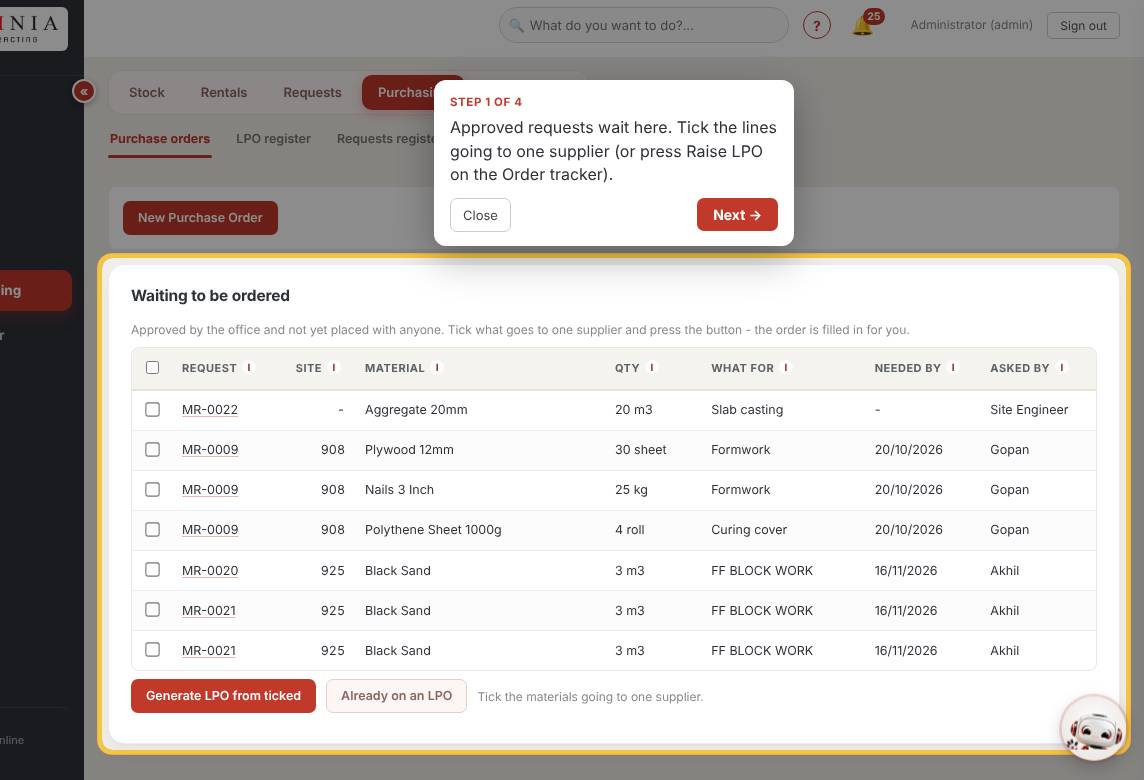 What do you want to do?...
?
25
Administrator (admin)
Sign out
«
Stock
Rentals
Requests
STEP 1 OF 4
Approved requests wait here. Tick the lines
going to one supplier (or press Raise LPO
on the Order tracker).
Close
Next →
Purchase orders
LPO register
New Purchase Order
Waiting to be ordered
Approved by the office and not yet placed with anyone. Tick what goes to one supplier and press the button - the order is filled in for you.
REQUEST I SITE I MATERIAL I QTY I WHAT FOR I NEEDED BY I ASKED BY I
MR-0022 - Aggregate 20mm 20 m3 Slab casting - Site Engineer
MR-0009 908 Plywood 12mm 30 sheet Formwork 20/10/2026 Gopan
MR-0009 908 Nails 3 Inch 25 kg Formwork 20/10/2026 Gopan
MR-0009 908 Polythene Sheet 1000g 4 roll Curing cover 20/10/2026 Gopan
MR-0020 925 Black Sand 3 m3 FF BLOCK WORK 16/11/2026 Akhil
MR-0021 925 Black Sand 3 m3 FF BLOCK WORK 16/11/2026 Akhil
MR-0021 925 Black Sand 3 m3 FF BLOCK WORK 16/11/2026 Akhil
Generate LPO from ticked
Already on an LPO
Tick the materials going to one supplier.